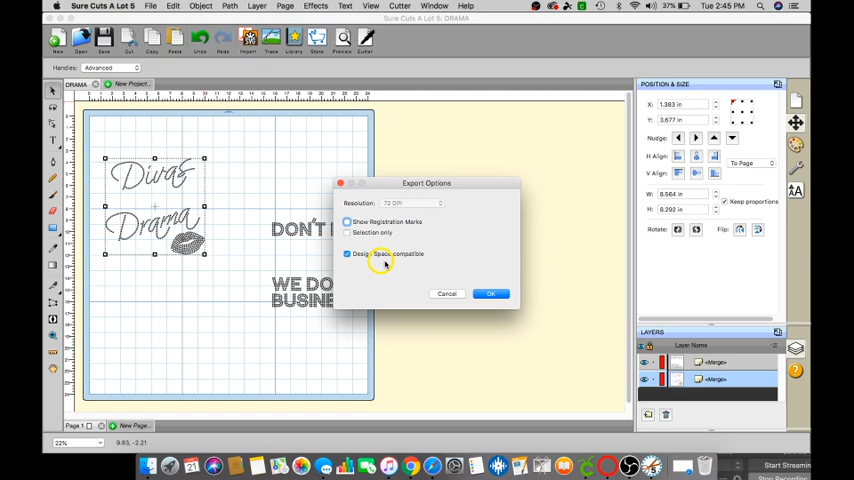 Sure Cuts A Lot 5 File Edit Object Path Layer Page Effects Text View Cutter Window Help 37% Tue 2:45 PM
Sure Cuts A Lot 5: DRAMA
New Open Save Cut Copy Paste Undo Redo Import Trace Library Store Preview Cutter
Handles: Advanced
DRAMA New Project...
POSITION & SIZE
X: 1.383 in
Y: 3.677 in
Nudge:
H Align: To Page
V Align:
W: 8.564 in
H: 8.292 in
Keep proportions
Rotate: Flip:
Divas
Drama
DON'T
WE DO
BUSINE
Export Options
Resolution: 72 DPI
Show Registration Marks
Selection only
Design Space compatible
Cancel OK
LAYERS
Layer Name
<Merge>
<Merge>
Page 1 New Page...
22% 9.83, -2.21
Start Streaming